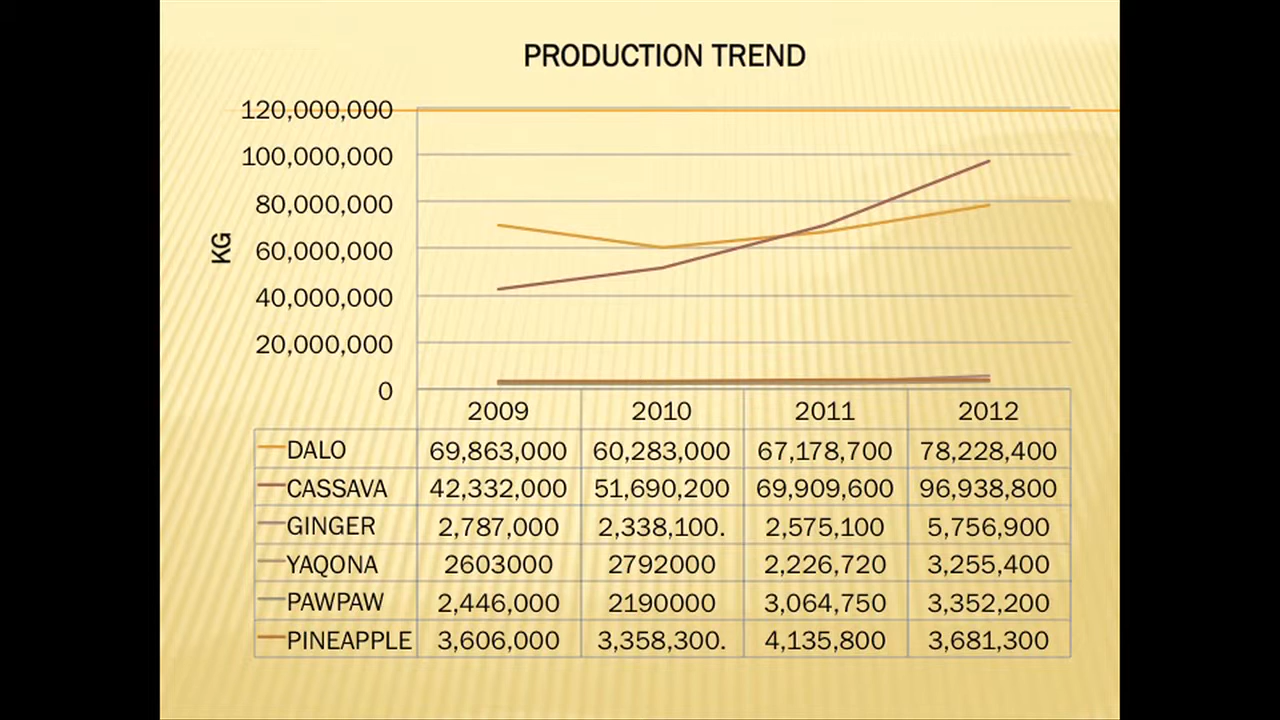 PRODUCTION TREND
120,000,000
100,000,000
80,000,000
60,000,000
40,000,000
20,000,000
0
KG
2009 2010 2011 2012
DALO 69,863,000 60,283,000 67,178,700 78,228,400
CASSAVA 42,332,000 51,690,200 69,909,600 96,938,800
GINGER 2,787,000 2,338,100. 2,575,100 5,756,900
YAQONA 2603000 2792000 2,226,720 3,255,400
PAWPAW 2,446,000 2190000 3,064,750 3,352,200
PINEAPPLE 3,606,000 3,358,300. 4,135,800 3,681,300